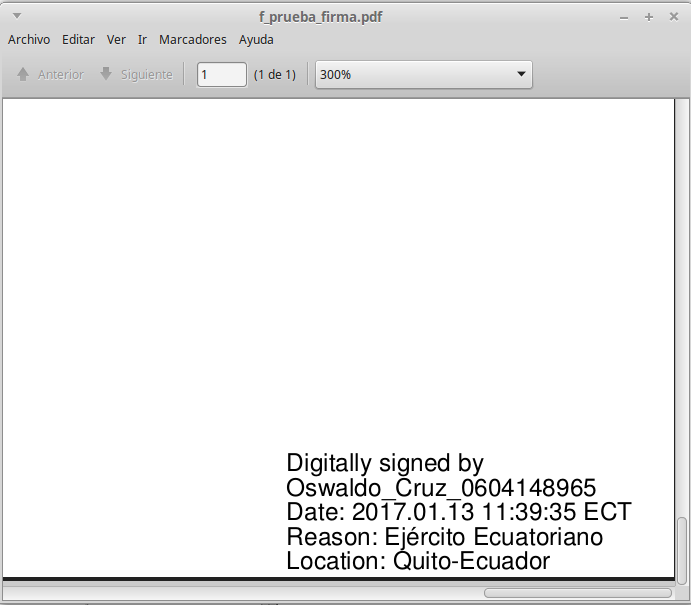 f_prueba_firma.pdf
Archivo Editar Ver Ir Marcadores Ayuda
Anterior Siguiente 1 (1 de 1) 300%
Digitally signed by
Oswaldo_Cruz_0604148965
Date: 2017.01.13 11:39:35 ECT
Reason: Ejército Ecuatoriano
Location: Quito-Ecuador